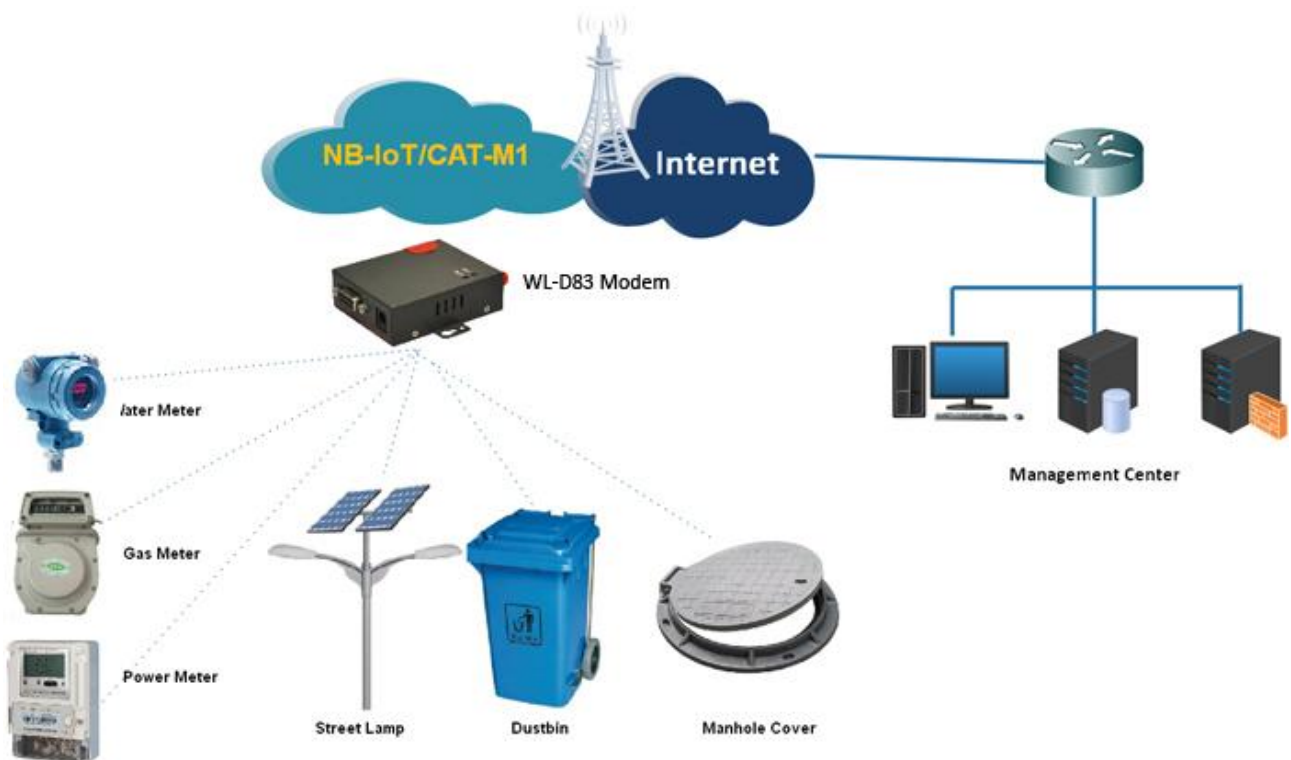 NB-IoT/CAT-M1
Internet
WL-D83 Modem
/ater Meter
Gas Meter
Power Meter
Management Center
Street Lamp
Dustbin
Manhole Cover